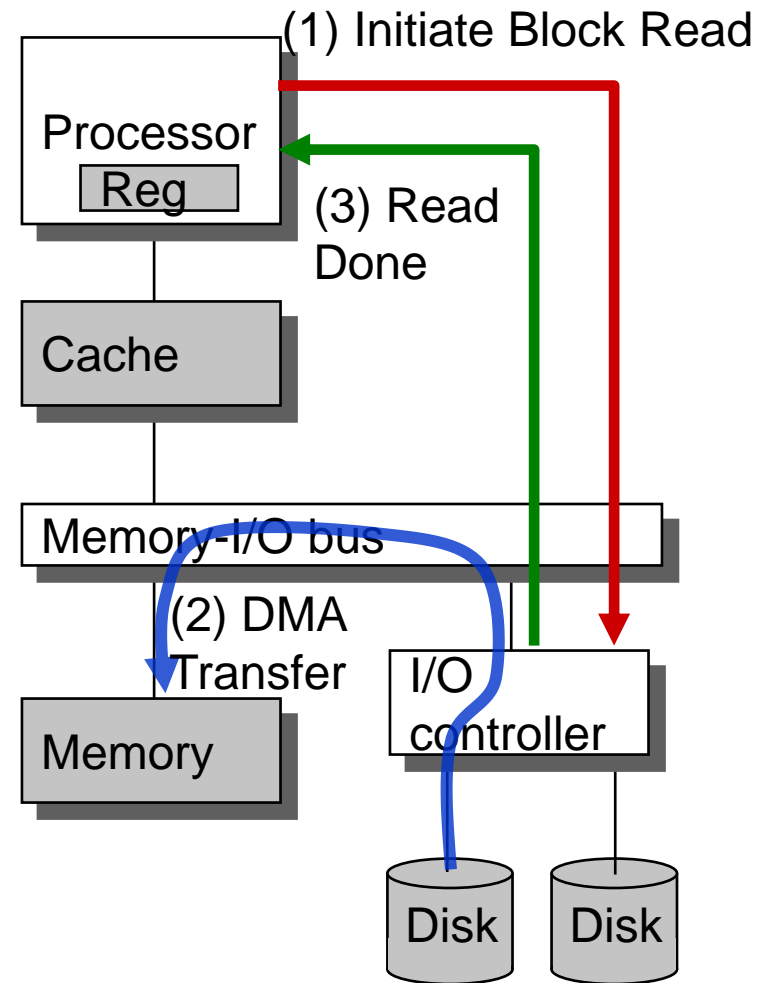 (1) Initiate Block Read
Processor
Reg
(3) Read
Done
Cache
Memory-I/O bus
(2) DMA
Transfer
I/O
controller
Memory
Disk
Disk